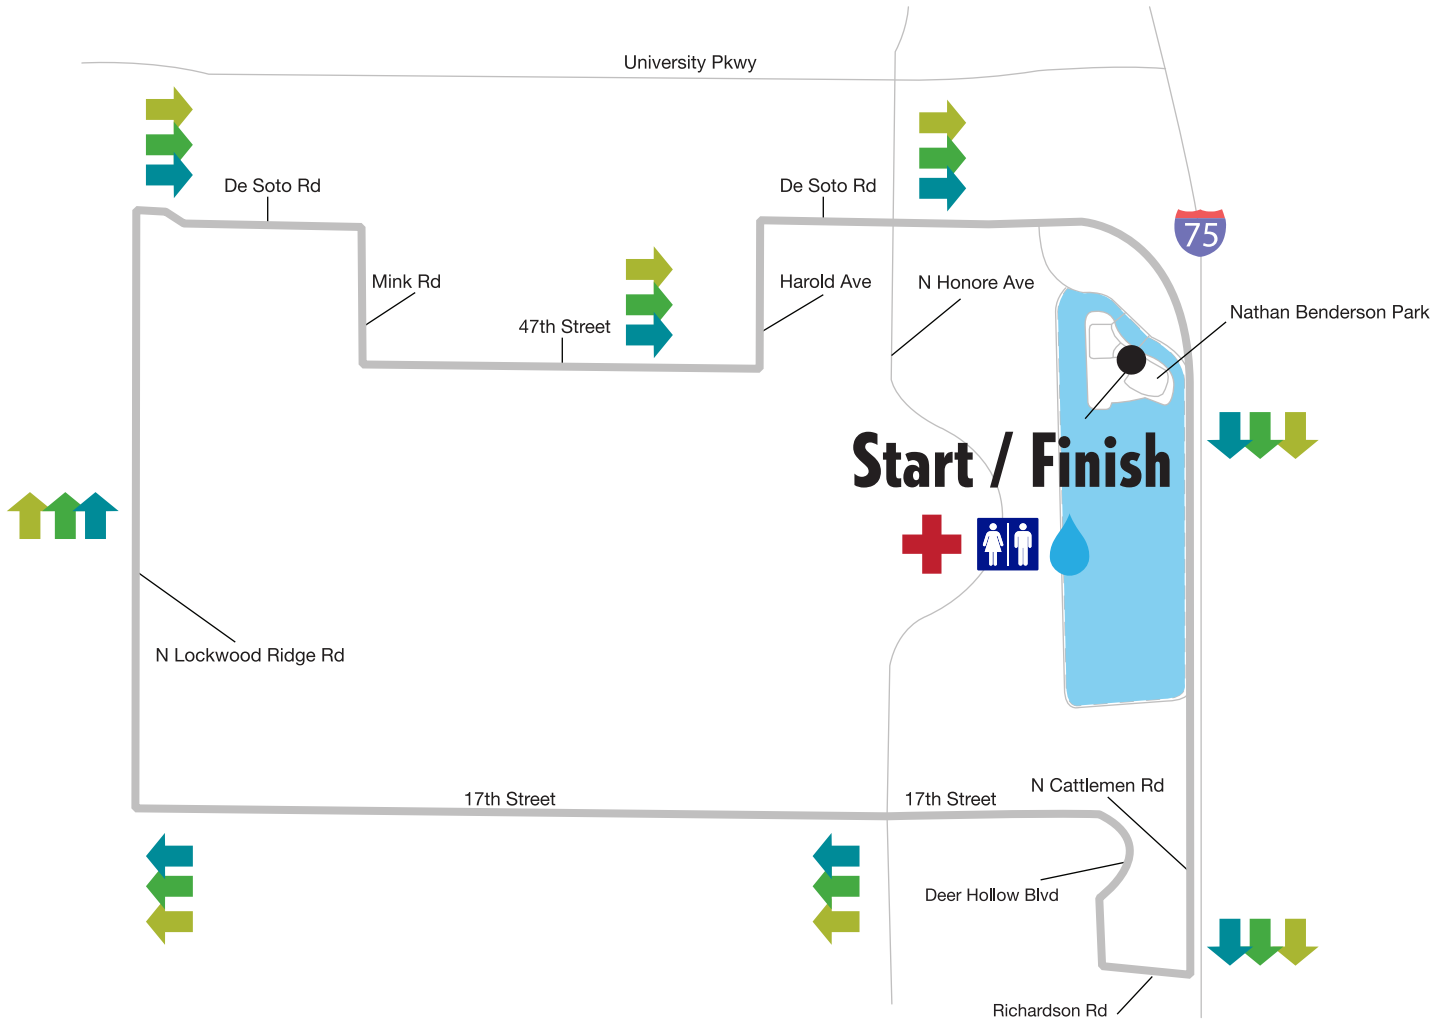 University Pkwy
De Soto Rd
De Soto Rd
75
Mink Rd
Harold Ave
N Honore Ave
Nathan Benderson Park
47th Street
Start / Finish
N Lockwood Ridge Rd
17th Street
17th Street
N Cattlemen Rd
Deer Hollow Blvd
Richardson Rd